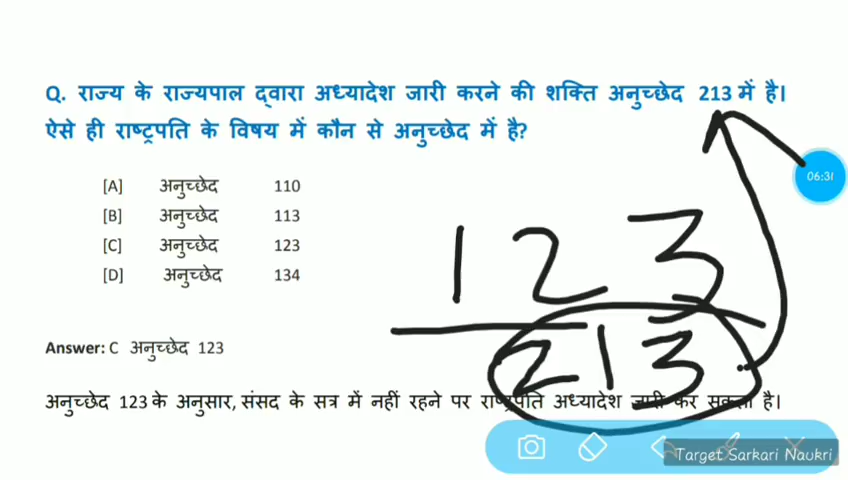 Q. राज्य के राज्यपाल द्वारा अध्यादेश जारी करने की शक्ति अनुच्छेद 213 में है।
ऐसे ही राष्ट्रपति के विषय में कौन से अनुच्छेद में है?
06:31
[A] अनुच्छेद 110
[B] अनुच्छेद 113
[C] अनुच्छेद 123
[D] अनुच्छेद 134
123
213
Answer: C अनुच्छेद 123
अनुच्छेद 123 के अनुसार, संसद के सत्र में नहीं रहने पर राष्ट्रपति अध्यादेश जारी कर सकता है।
Target Sarkari Naukri